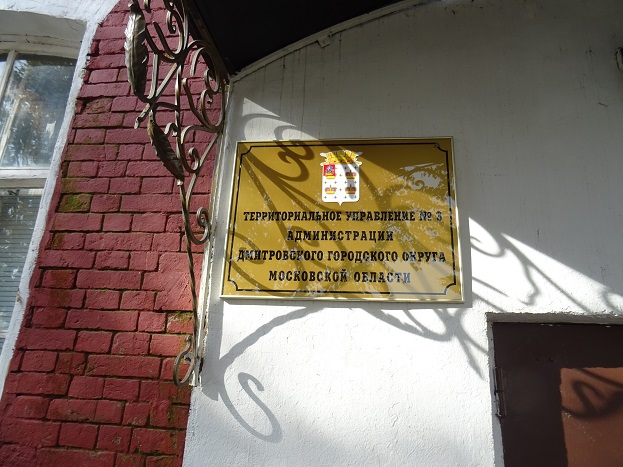 ТЕРРИТОРИАЛЬНОЕ УПРАВЛЕНИЕ № 3
АДМИНИСТРАЦИИ
ДМИТРОВСКОГО ГОРОДСКОГО ОКРУГА
МОСКОВСКОЙ ОБЛАСТИ